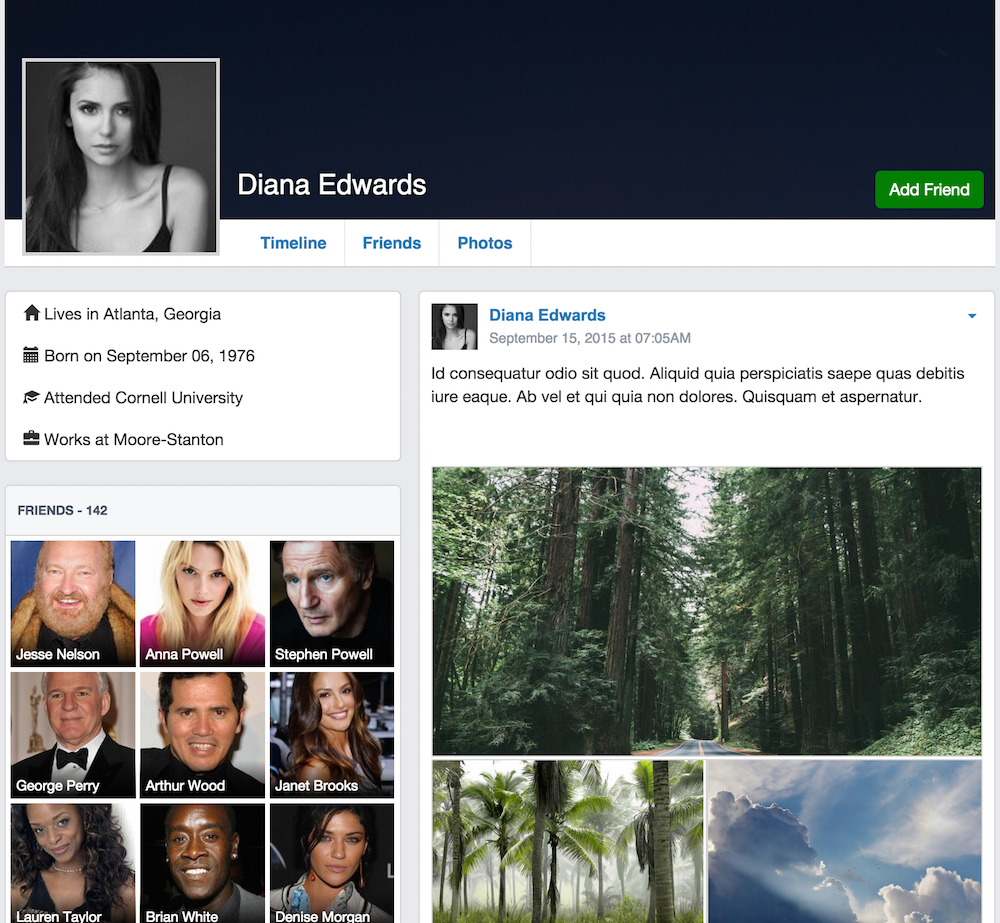 Diana Edwards
Add Friend
Timeline
Friends
Photos
Lives in Atlanta, Georgia
Born on September 06, 1976
Attended Cornell University
Works at Moore-Stanton
FRIENDS - 142
Jesse Nelson
Anna Powell
Stephen Powell
George Perry
Arthur Wood
Janet Brooks
Lauren Taylor
Brian White
Denise Morgan
Diana Edwards
September 15, 2015 at 07:05AM
Id consequatur odio sit quod. Aliquid quia perspiciatis saepe quas debitis
iure eaque. Ab vel et qui quia non dolores. Quisquam et aspernatur.